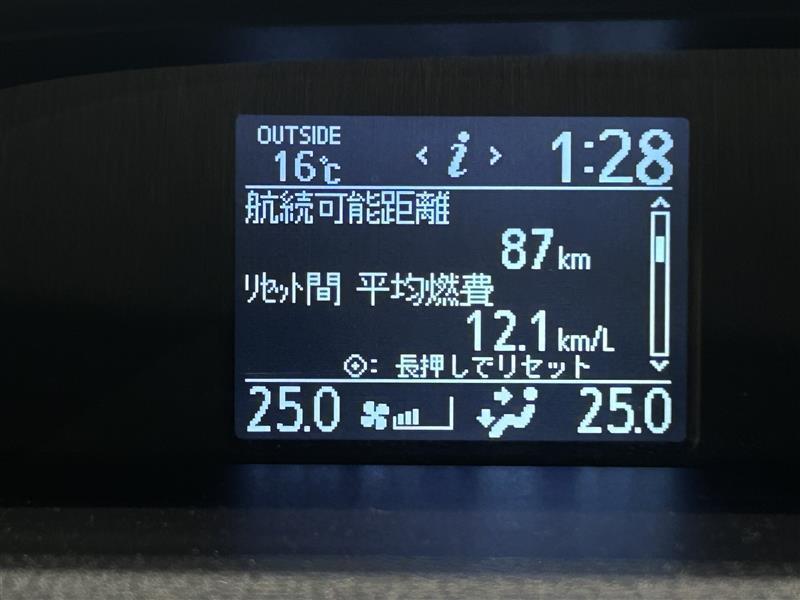 OUTSIDE
16℃
< i >
1:28
航続可能距離
87km
リセット間 平均燃費
12.1km/L
: 長押しでリセット
25.0
25.0